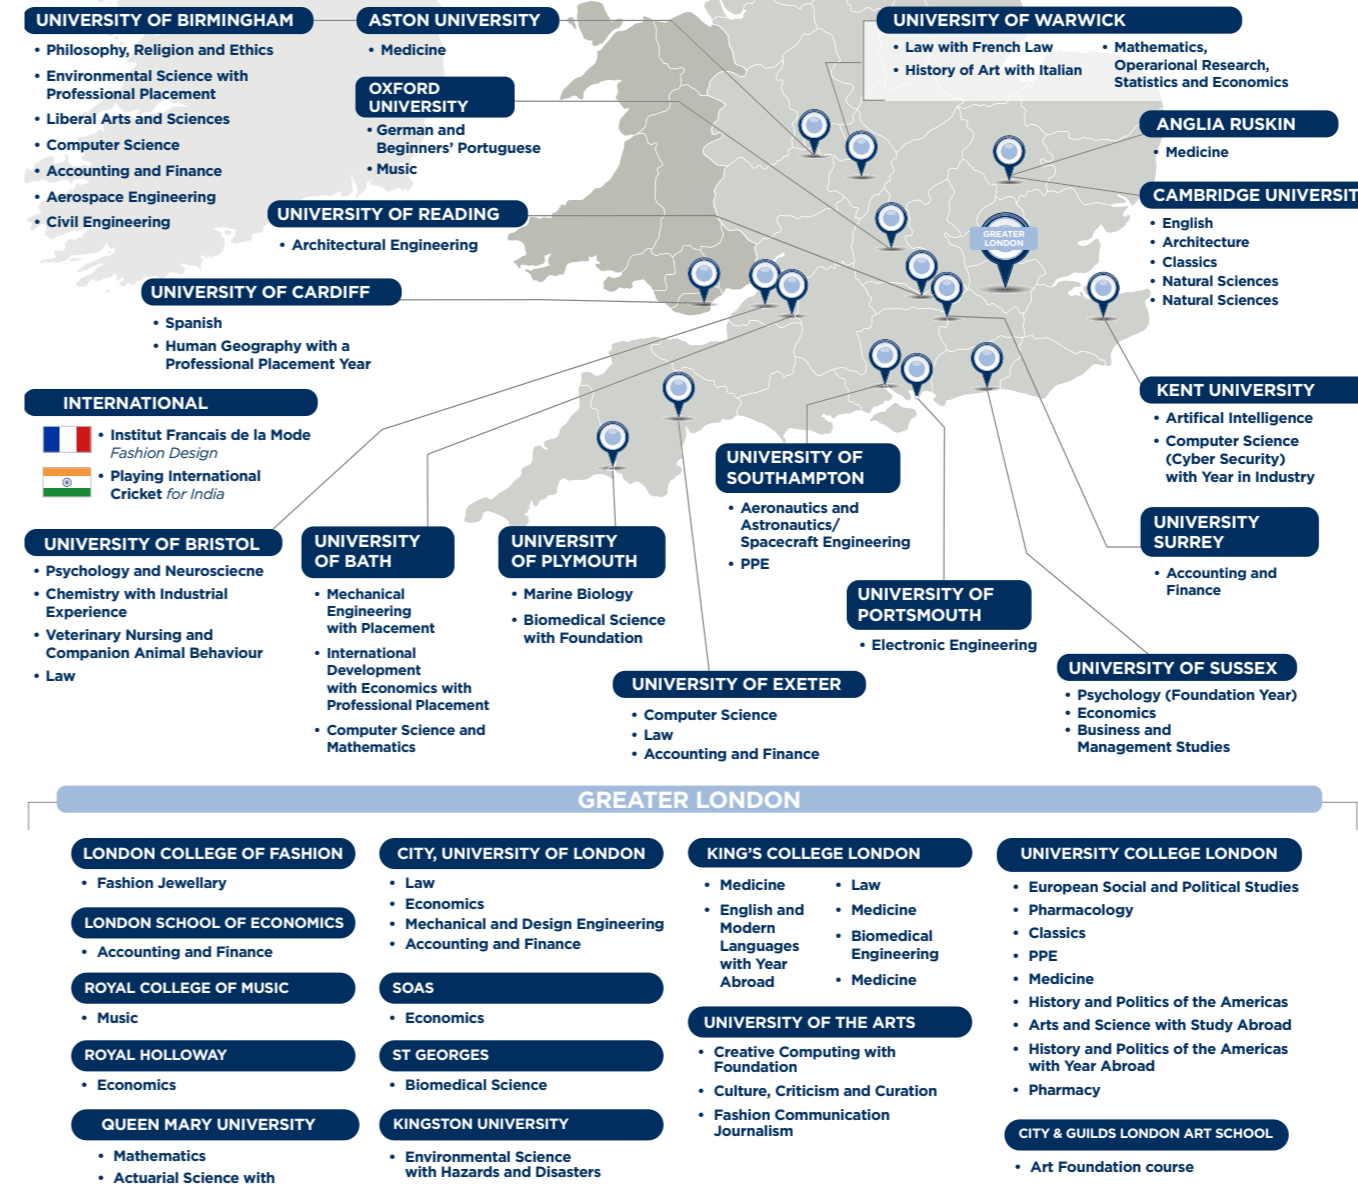 UNIVERSITY OF BIRMINGHAM
• Philosophy, Religion and Ethics
• Environmental Science with
Professional Placement
• Liberal Arts and Sciences
• Computer Science
• Accounting and Finance
• Aerospace Engineering
• Civil Engineering
ASTON UNIVERSITY
• Medicine
OXFORD
UNIVERSITY
• German and
Beginners' Portuguese
• Music
UNIVERSITY OF READING
• Architectural Engineering
UNIVERSITY OF WARWICK
• Law with French Law
• History of Art with Italian
• Mathematics,
Operarional Research,
Statistics and Economics
ANGLIA RUSKIN
• Medicine
CAMBRIDGE UNIVERSIT
• English
• Architecture
• Classics
• Natural Sciences
• Natural Sciences
GREATER
LONDON
UNIVERSITY OF CARDIFF
• Spanish
• Human Geography with a
Professional Placement Year
INTERNATIONAL
• Institut Francais de la Mode
Fashion Design
• Playing International
Cricket for India
KENT UNIVERSITY
• Artifical Intelligence
• Computer Science
(Cyber Security)
with Year in Industry
UNIVERSITY OF
SOUTHAMPTON
• Aeronautics and
Astronautics/
Spacecraft Engineering
• PPE
UNIVERSITY
SURREY
• Accounting and
Finance
UNIVERSITY OF BRISTOL
• Psychology and Neurosciecne
• Chemistry with Industrial
Experience
• Veterinary Nursing and
Companion Animal Behaviour
• Law
UNIVERSITY
OF BATH
• Mechanical
Engineering
with Placement
• International
Development
with Economics with
Professional Placement
• Computer Science and
Mathematics
UNIVERSITY
OF PLYMOUTH
• Marine Biology
• Biomedical Science
with Foundation
UNIVERSITY OF
PORTSMOUTH
• Electronic Engineering
UNIVERSITY OF EXETER
• Computer Science
• Law
• Accounting and Finance
UNIVERSITY OF SUSSEX
• Psychology (Foundation Year)
• Economics
• Business and
Management Studies
GREATER LONDON
LONDON COLLEGE OF FASHION
• Fashion Jewellary
LONDON SCHOOL OF ECONOMICS
• Accounting and Finance
ROYAL COLLEGE OF MUSIC
• Music
ROYAL HOLLOWAY
• Economics
QUEEN MARY UNIVERSITY
• Mathematics
• Actuarial Science with
CITY, UNIVERSITY OF LONDON
• Law
• Economics
• Mechanical and Design Engineering
• Accounting and Finance
SOAS
• Economics
ST GEORGES
• Biomedical Science
KINGSTON UNIVERSITY
• Environmental Science
with Hazards and Disasters
KING'S COLLEGE LONDON
• Medicine
• English and
Modern
Languages
with Year
Abroad
• Law
• Medicine
• Biomedical
Engineering
• Medicine
UNIVERSITY OF THE ARTS
• Creative Computing with
Foundation
• Culture, Criticism and Curation
• Fashion Communication
Journalism
UNIVERSITY COLLEGE LONDON
• European Social and Political Studies
• Pharmacology
• Classics
• PPE
• Medicine
• History and Politics of the Americas
• Arts and Science with Study Abroad
• History and Politics of the Americas
with Year Abroad
• Pharmacy
CITY & GUILDS LONDON ART SCHOOL
• Art Foundation course